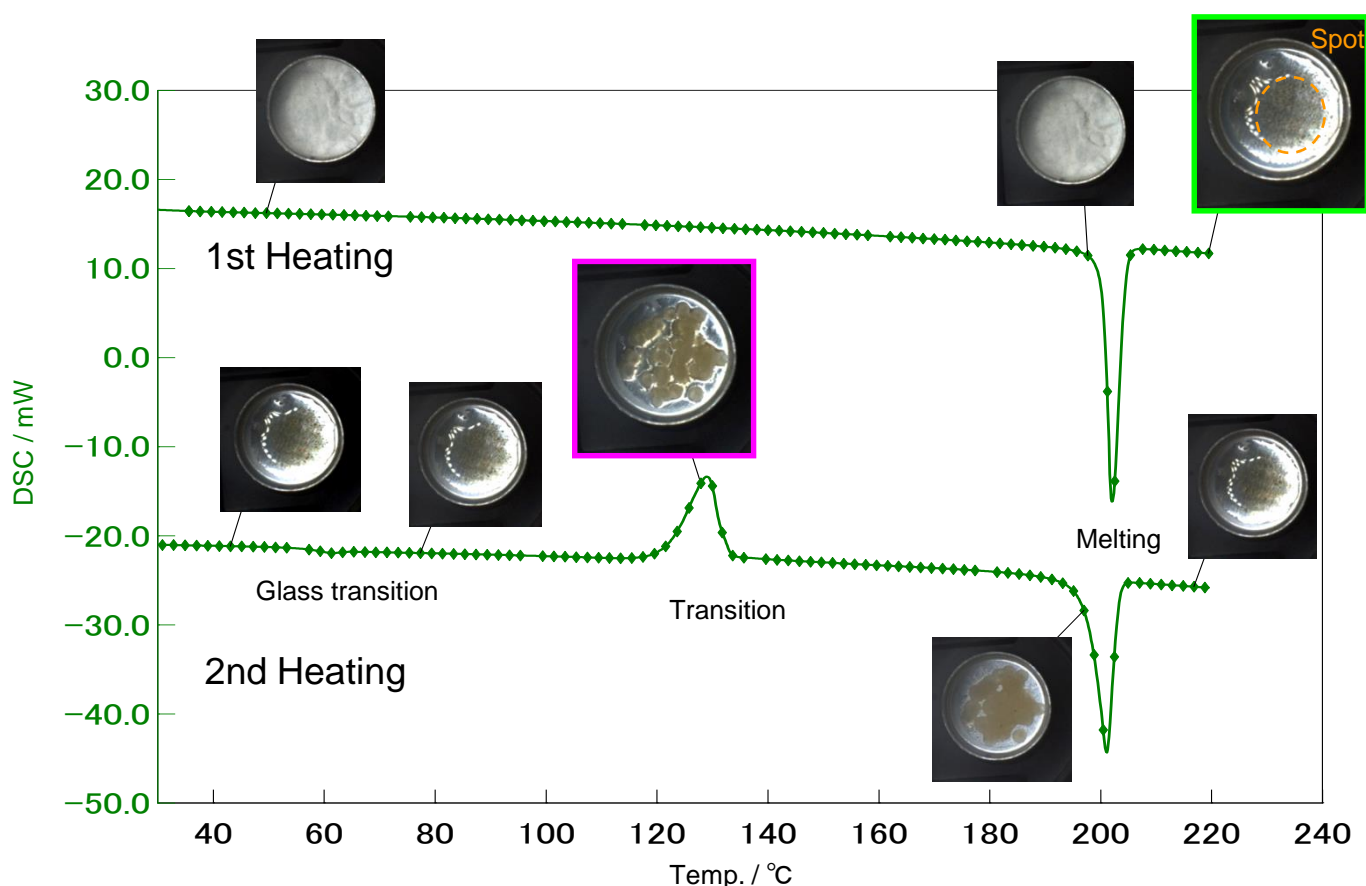 Spot
30.0
20.0
1st Heating
10.0
0.0
DSC / mW
−10.0
−20.0
Melting
Glass transition
Transition
−30.0
2nd Heating
−40.0
−50.0
40 60 80 100 120 140 160 180 200 220 240
Temp. / °C